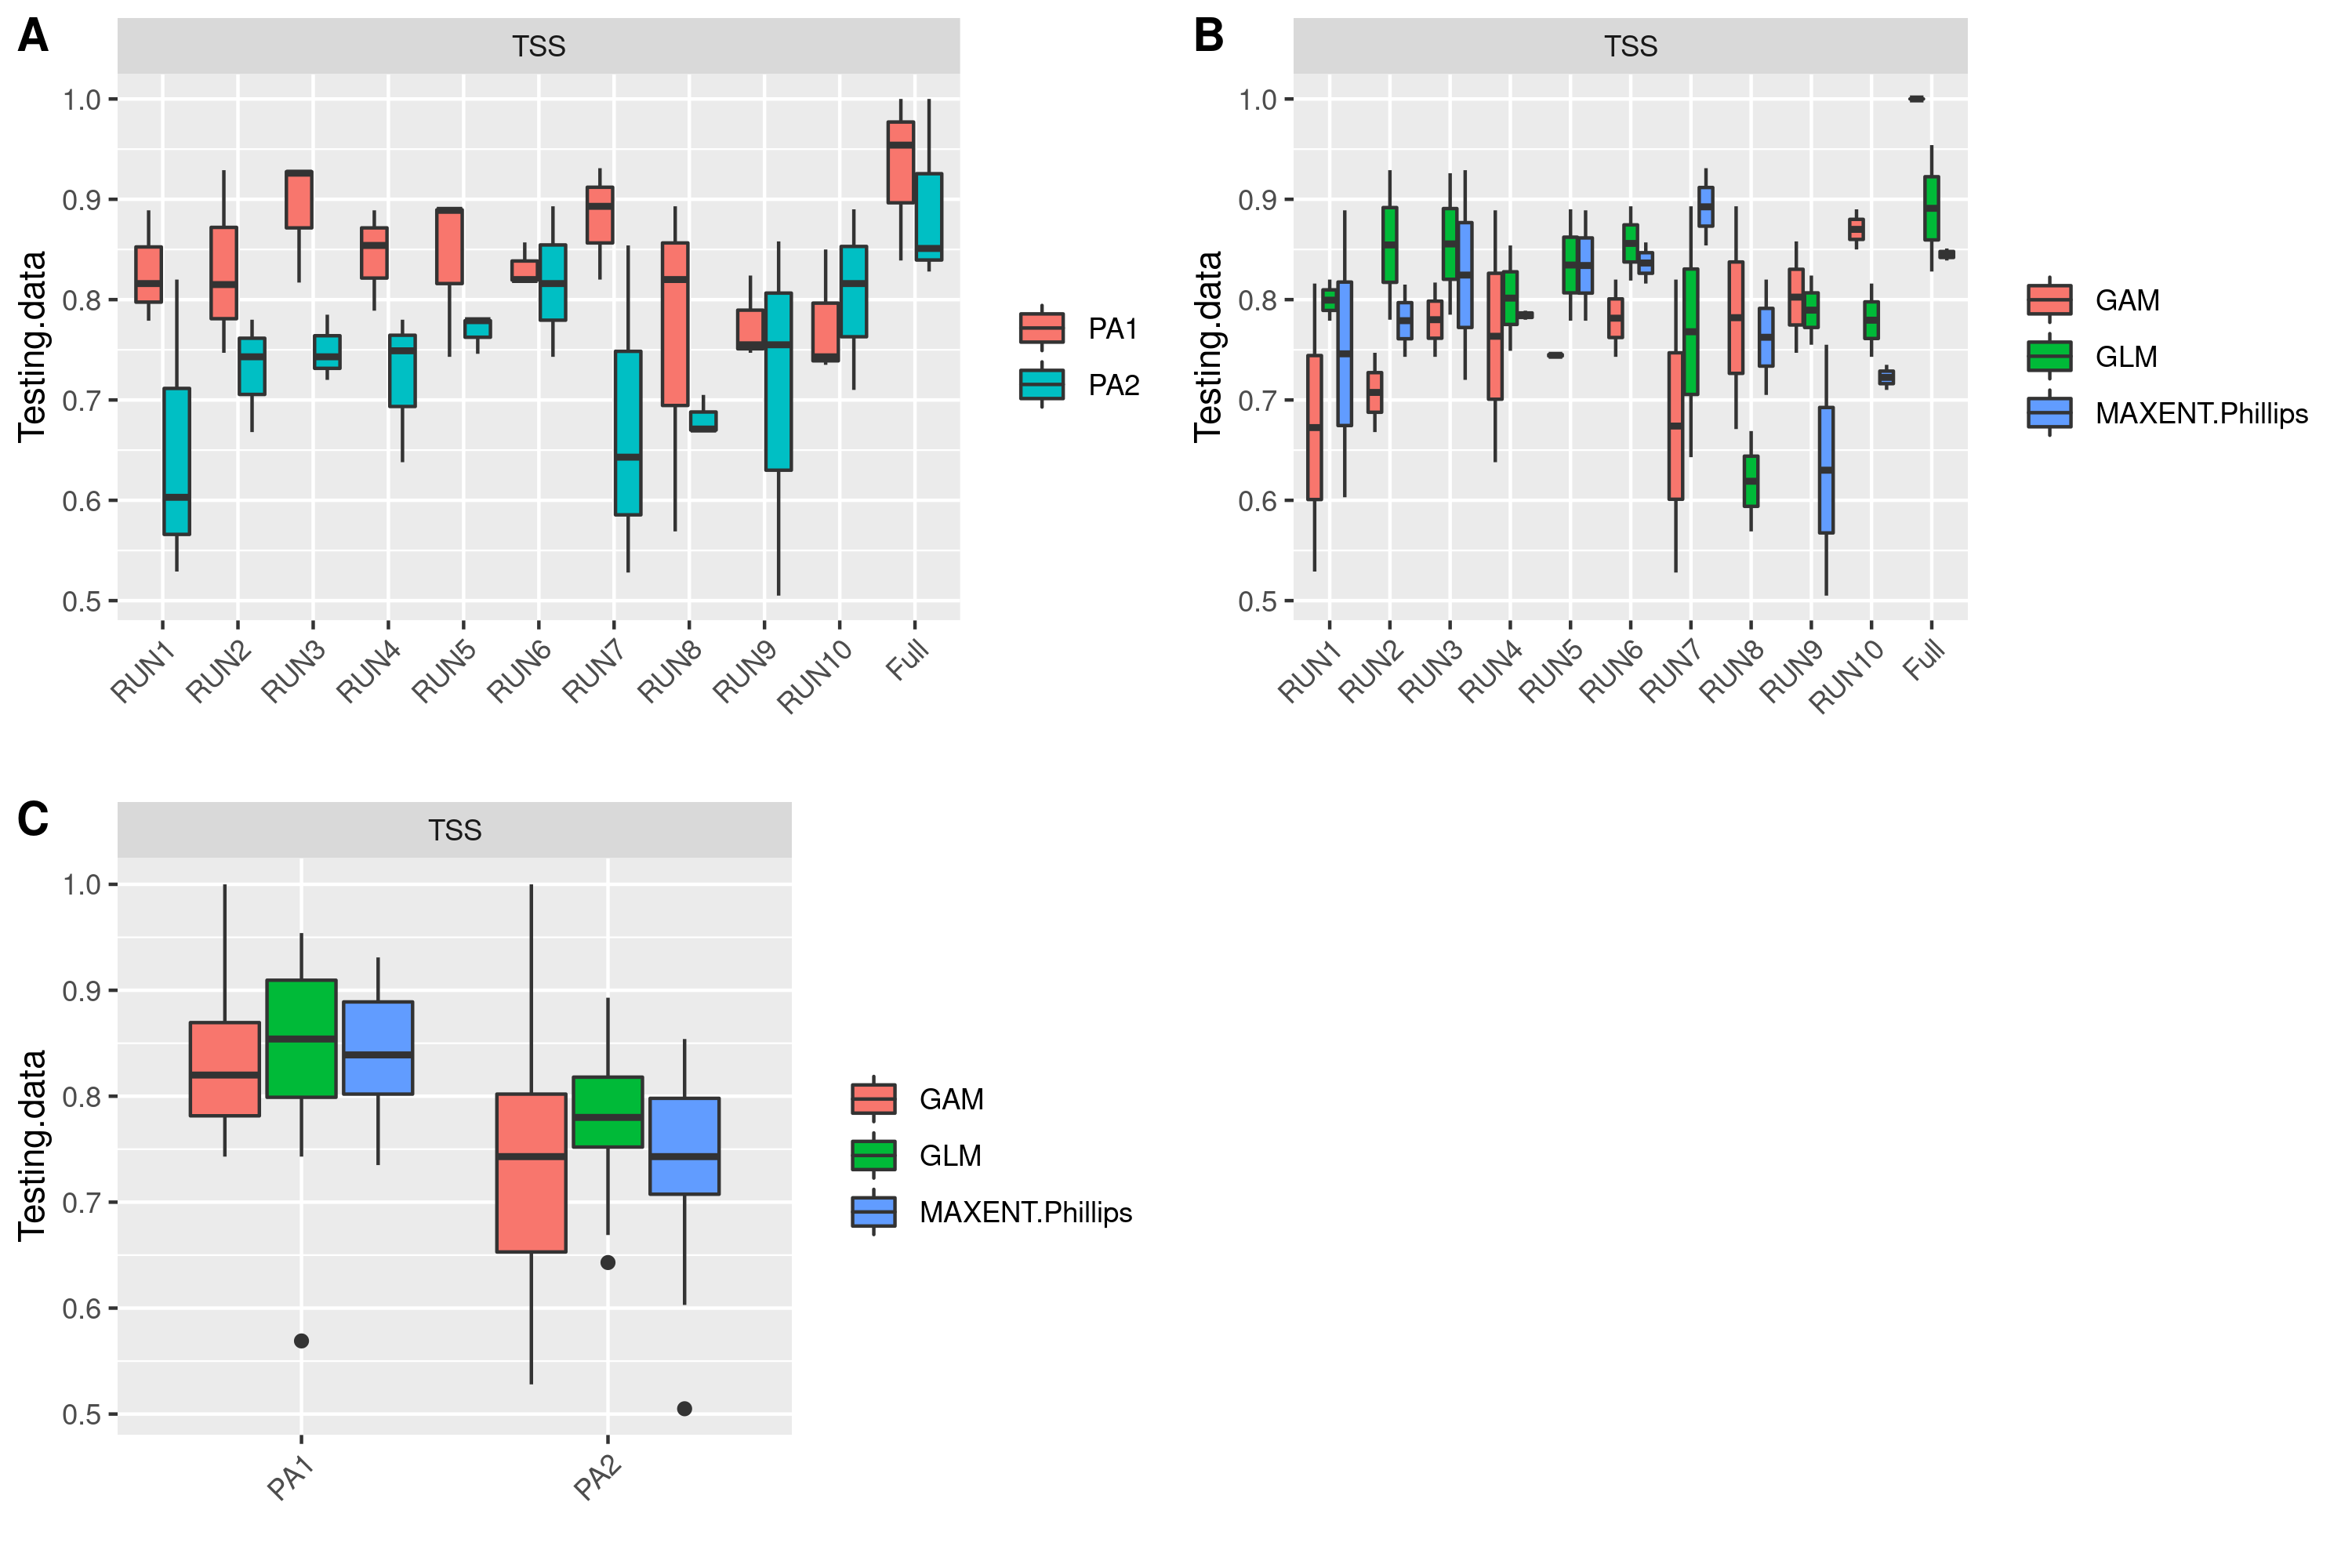 A
TSS
Testing.data
1.0
0.9
0.8
0.7
0.6
0.5
RUN1
RUN2
RUN3
RUN4
RUN5
RUN6
RUN7
RUN8
RUN9
RUN10
Full
PA1
PA2
B
TSS
Testing.data
1.0
0.9
0.8
0.7
0.6
0.5
RUN1
RUN2
RUN3
RUN4
RUN5
RUN6
RUN7
RUN8
RUN9
RUN10
Full
GAM
GLM
MAXENT.Phillips
C
TSS
Testing.data
1.0
0.9
0.8
0.7
0.6
0.5
PA1
PA2
GAM
GLM
MAXENT.Phillips